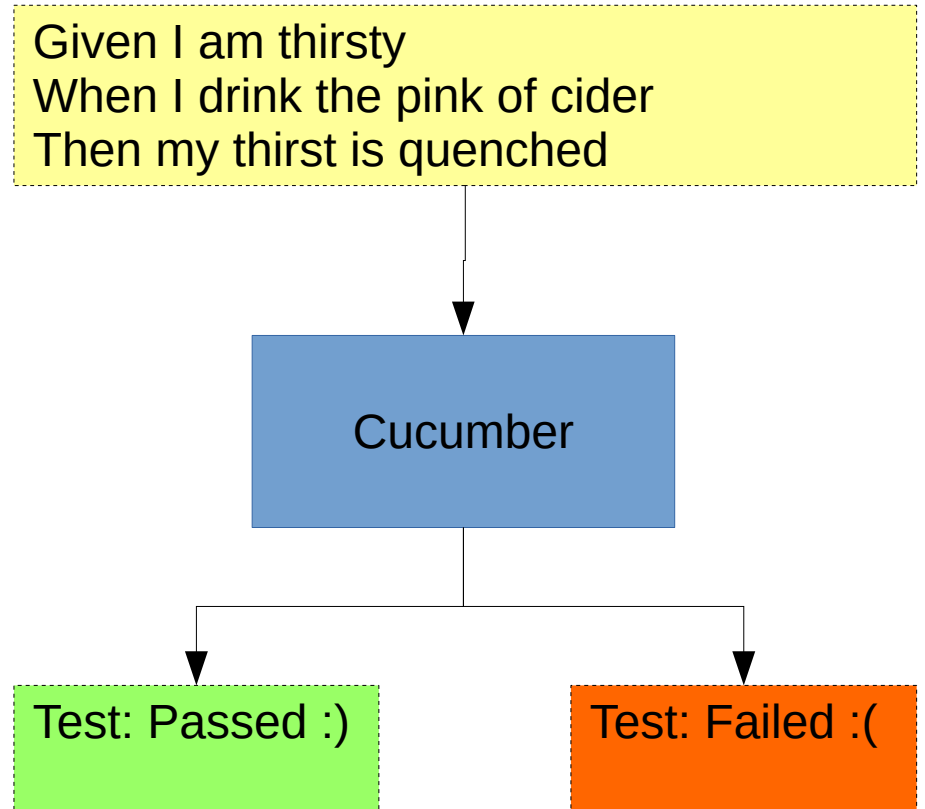 Given I am thirsty
When I drink the pink of cider
Then my thirst is quenched
Cucumber
Test: Passed :)
Test: Failed :(